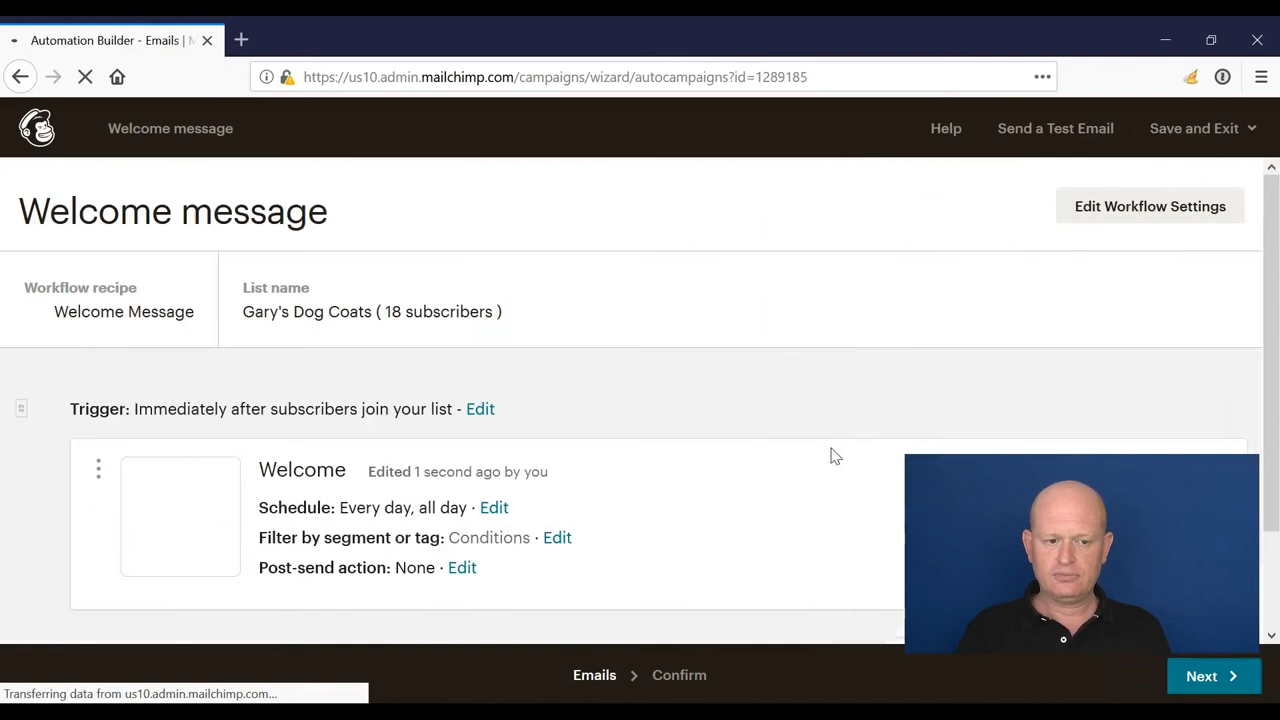 Automation Builder - Emails | M
https://us10.admin.mailchimp.com/campaigns/wizard/autocampaigns?id=1289185
Welcome message
Help
Send a Test Email
Save and Exit
Welcome message
Edit Workflow Settings
Workflow recipe
List name
Welcome Message
Gary's Dog Coats ( 18 subscribers )
Trigger: Immediately after subscribers join your list - Edit
Welcome Edited 1 second ago by you
Schedule: Every day, all day · Edit
Filter by segment or tag: Conditions · Edit
Post-send action: None · Edit
Emails
Confirm
Next
Transferring data from us10.admin.mailchimp.com...